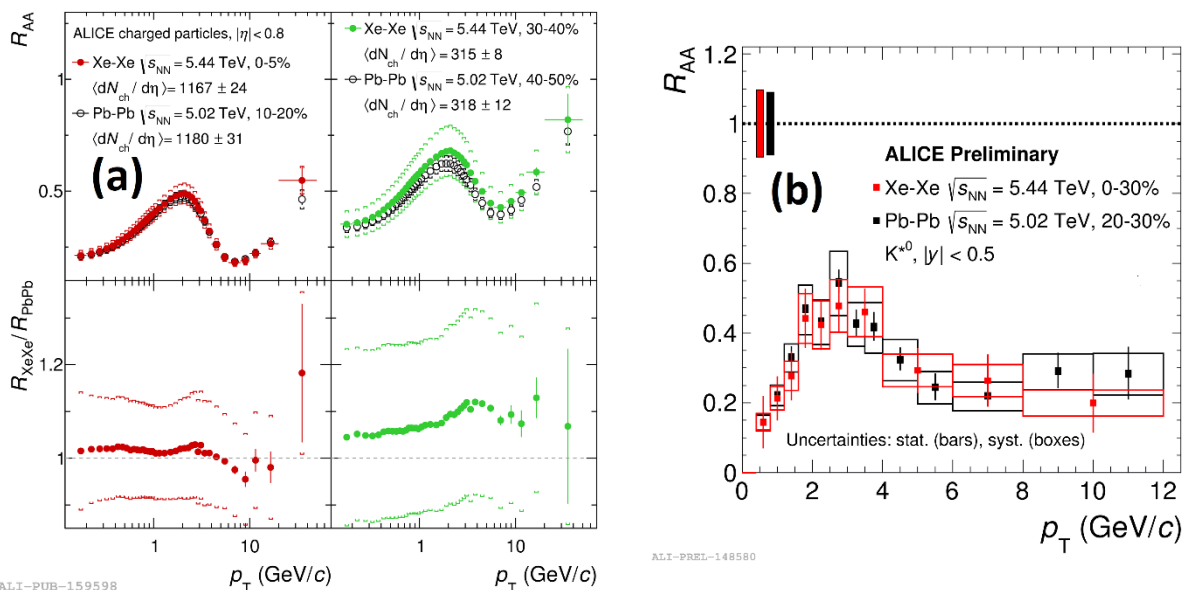 R_AA
ALICE charged particles, |η| < 0.8
Xe-Xe √s_NN = 5.44 TeV, 0-5%
⟨dN_ch / dη⟩ = 1167 ± 24
Pb-Pb √s_NN = 5.02 TeV, 10-20%
⟨dN_ch / dη⟩ = 1180 ± 31
(a)
1
0.5
Xe-Xe √s_NN = 5.44 TeV, 30-40%
⟨dN_ch / dη⟩ = 315 ± 8
Pb-Pb √s_NN = 5.02 TeV, 40-50%
⟨dN_ch / dη⟩ = 318 ± 12
R_XeXe/R_PbPb
1.2
1
1 10
p_T (GeV/c)
1 10
p_T (GeV/c)
ALI-PUB-159598
R_AA
1.2
1
0.8
0.6
0.4
0.2
0
ALICE Preliminary
Xe-Xe √s_NN = 5.44 TeV, 0-30%
Pb-Pb √s_NN = 5.02 TeV, 20-30%
K*0, |y| < 0.5
(b)
Uncertainties: stat. (bars), syst. (boxes)
0 2 4 6 8 10 12
p_T (GeV/c)
ALI-PREL-148580